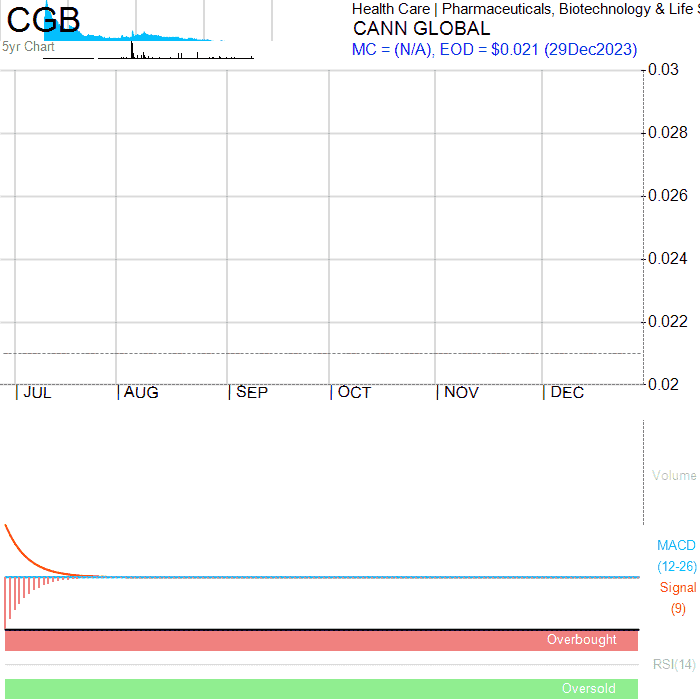 CGB
5yr Chart
Health Care | Pharmaceuticals, Biotechnology & Life
CANN GLOBAL
MC = (N/A), EOD = $0.021 (29Dec2023)
0.03
0.028
0.026
0.024
0.022
0.02
JUL
AUG
SEP
OCT
NOV
DEC
Volume
MACD
(12-26)
Signal
(9)
Overbought
RSI(14)
Oversold